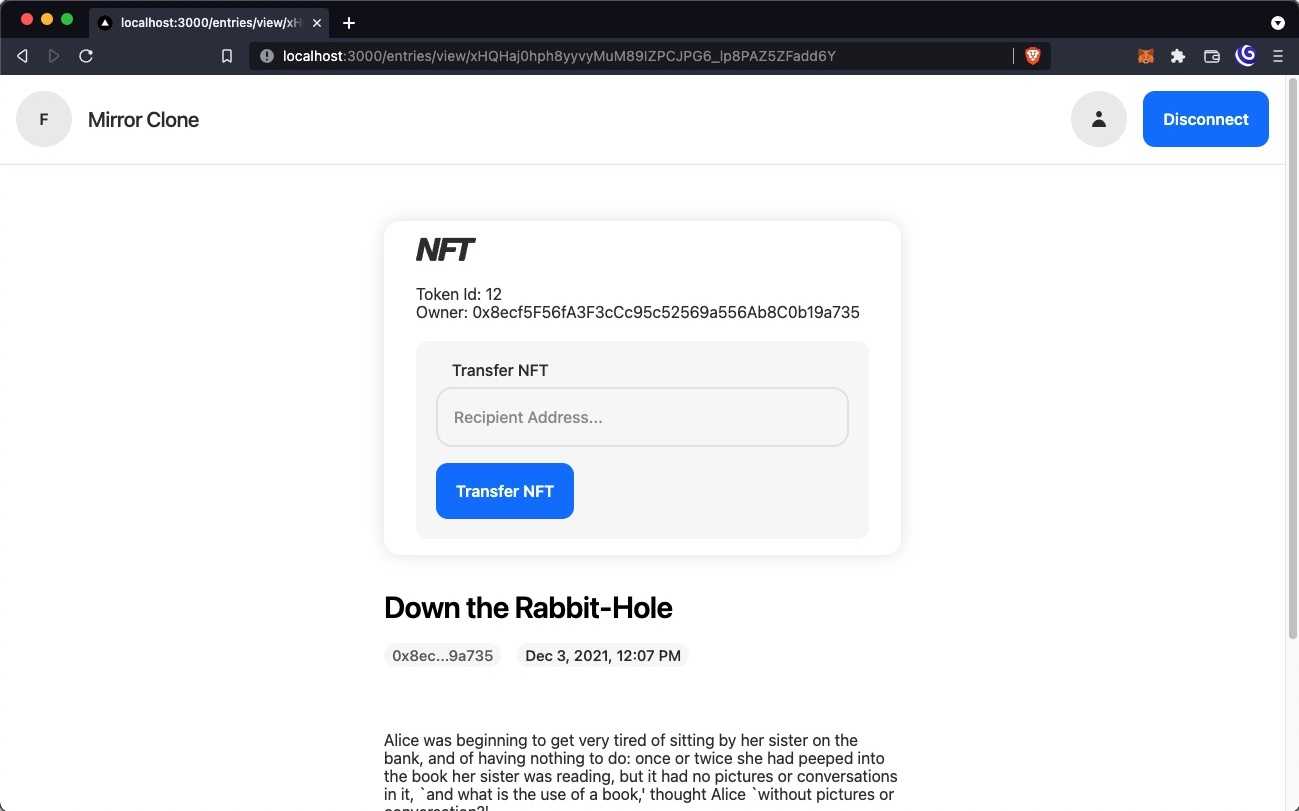 localhost:3000/entries/view/xH
localhost:3000/entries/view/xHQHaj0hph8yyvyMuM89IZPCJPG6_lp8PAZ5ZFadd6Y
F
Mirror Clone
Disconnect
NFT
Token Id: 12
Owner: 0x8ecf5F56fA3F3cCc95c52569a556Ab8C0b19a735
Transfer NFT
Recipient Address...
Transfer NFT
Down the Rabbit-Hole
0x8ec...9a735
Dec 3, 2021, 12:07 PM
Alice was beginning to get very tired of sitting by her sister on the
bank, and of having nothing to do: once or twice she had peeped into
the book her sister was reading, but it had no pictures or conversations
in it, `and what is the use of a book,' thought Alice `without pictures or
conversation?'